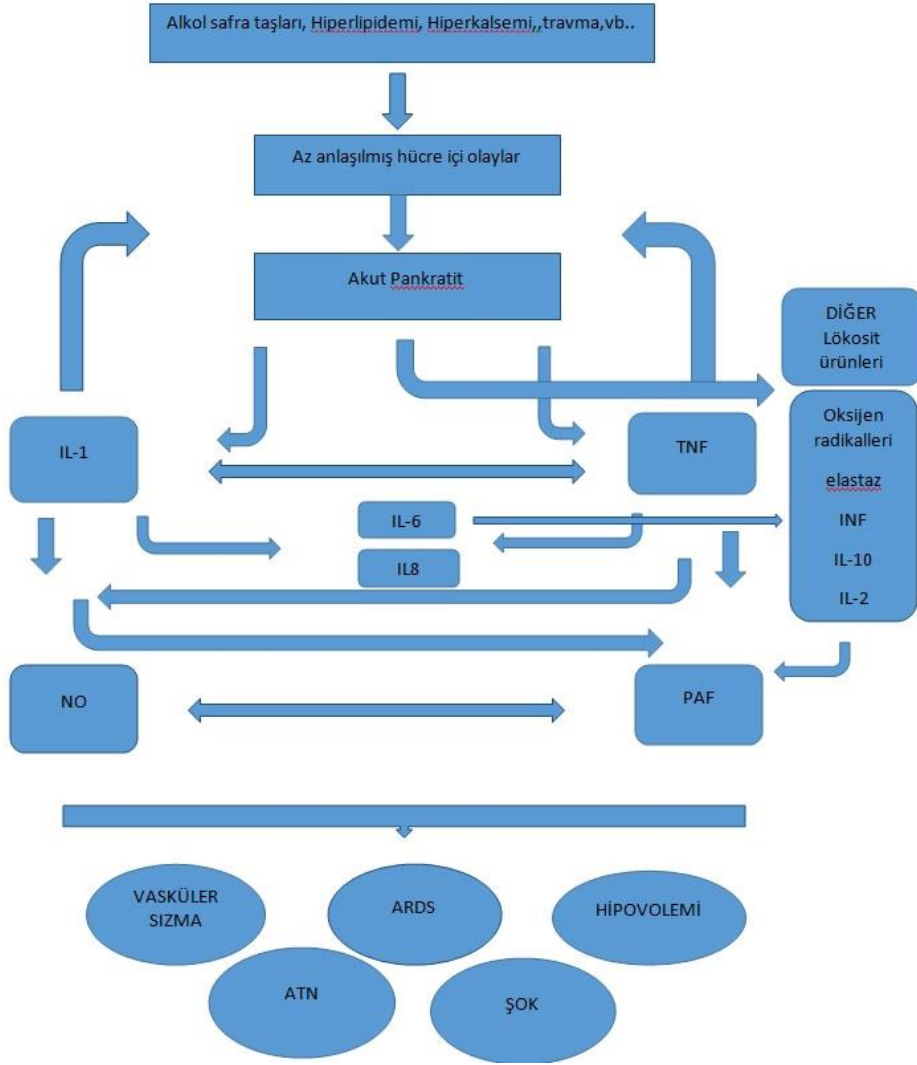 Alkol safra taşları, Hiperlipidemi, Hiperkalsemi,,travma,vb..
Az anlaşılmış hücre içi olaylar
Akut Pankratit
DİĞER
Lökosit
ürünleri
IL-1
TNF
Oksijen
radikalleri
elastaz
INF
IL-10
IL-2
IL-6
IL8
NO
PAF
VASKÜLER
SIZMA
ARDS
HİPOVOLEMİ
ATN
ŞOK